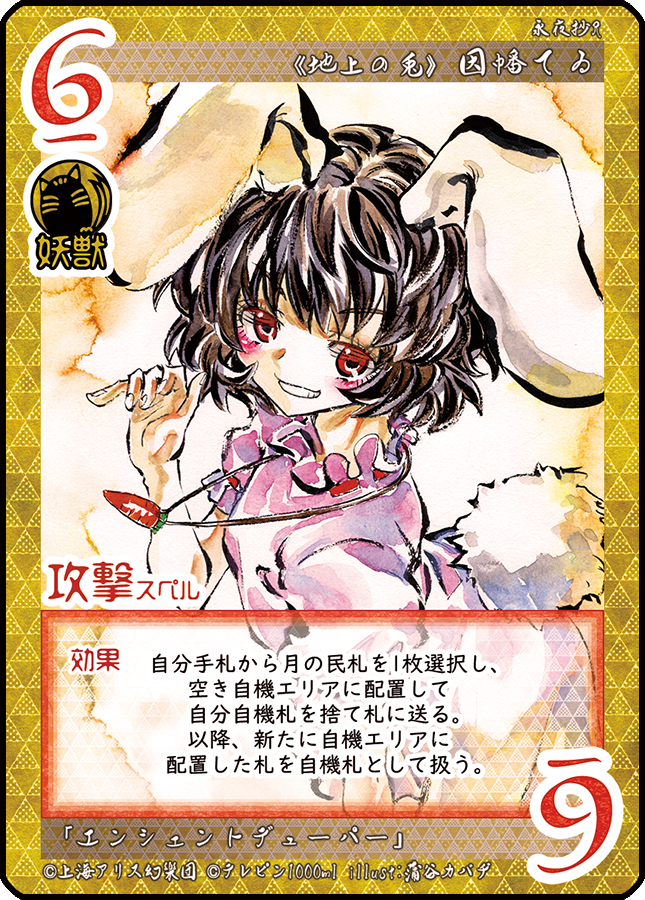 6
永夜抄
《地上の兎》 因幡てゐ
妖獣
攻撃スペル
効果
自分手札から月の民札を1枚選択し、
空き自機エリアに配置して
自分自機札を捨て札に送る。
以降、新たに自機エリアに
配置した札を自機札として扱う。
6
「エンシェントデューパー」
©上海アリス幻樂団 ©テレピン1000ml illust:蒲谷カバヂ